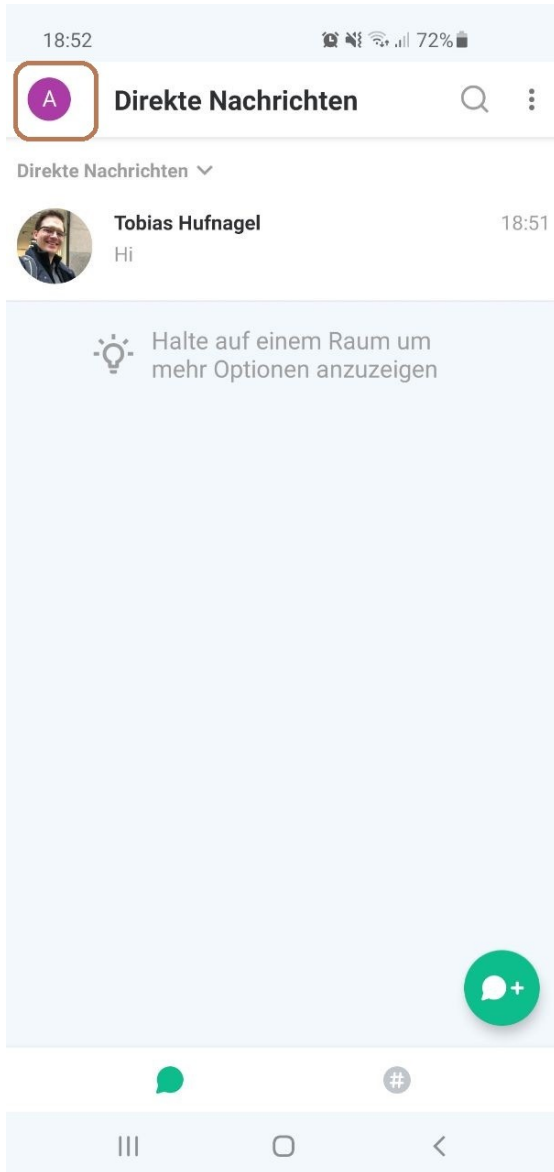 18:52
72%
A
Direkte Nachrichten
Direkte Nachrichten
Tobias Hufnagel
18:51
Hi
Halte auf einem Raum um
mehr Optionen anzuzeigen
+
#